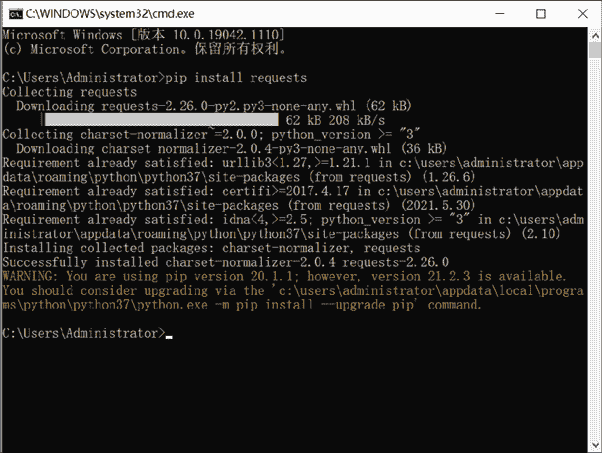 C:\WINDOWS\system32\cmd.exe
Microsoft Windows [版本 10.0.19042.1110]
(c) Microsoft Corporation。保留所有权利。
C:\Users\Administrator>pip install requests
Collecting requests
Downloading requests-2.26.0-py2.py3-none-any.whl (62 kB)
62 kB 208 kB/s
Collecting charset-normalizer~=2.0.0; python_version >= "3"
Downloading charset_normalizer-2.0.4-py3-none-any.whl (36 kB)
Requirement already satisfied: urllib3<1.27,>=1.21.1 in c:\users\administrator\app
data\roaming\python\python37\site-packages (from requests) (1.26.6)
Requirement already satisfied: certifi>=2017.4.17 in c:\users\administrator\appdat
a\roaming\python\python37\site-packages (from requests) (2021.5.30)
Requirement already satisfied: idna<4,>=2.5; python_version >= "3" in c:\users\adm
inistrator\appdata\roaming\python\python37\site-packages (from requests) (2.10)
Installing collected packages: charset-normalizer, requests
Successfully installed charset-normalizer-2.0.4 requests-2.26.0
WARNING: You are using pip version 20.1.1; however, version 21.2.3 is available.
You should consider upgrading via the 'c:\users\administrator\appdata\local\progra
ms\python\python37\python.exe -m pip install --upgrade pip' command.
C:\Users\Administrator>